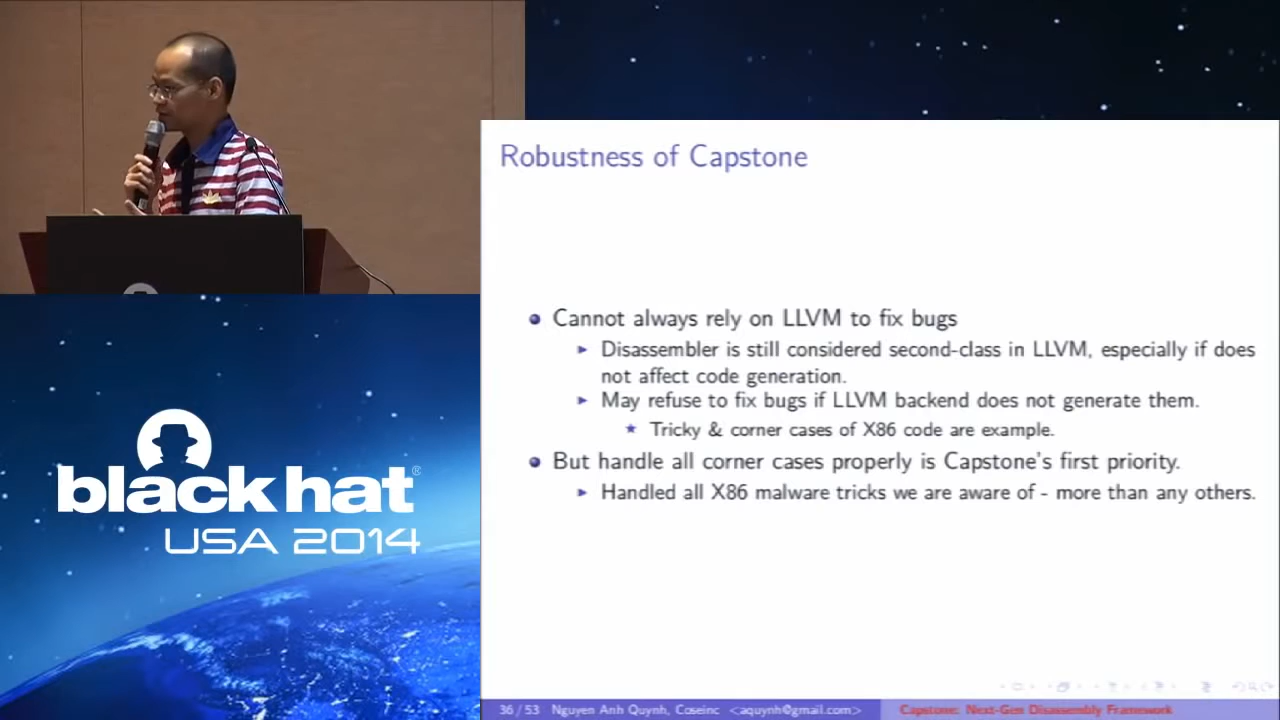 Robustness of Capstone
Cannot always rely on LLVM to fix bugs
Disassembler is still considered second-class in LLVM, especially if does
not affect code generation.
May refuse to fix bugs if LLVM backend does not generate them.
Tricky & corner cases of X86 code are example.
But handle all corner cases properly is Capstone's first priority.
Handled all X86 malware tricks we are aware of - more than any others.
black hat®
USA 2014
36 / 53 Nguyen Anh Quynh, Coseinc <aquynh@gmail.com> Capstone: Next-Gen Disassembly Framework